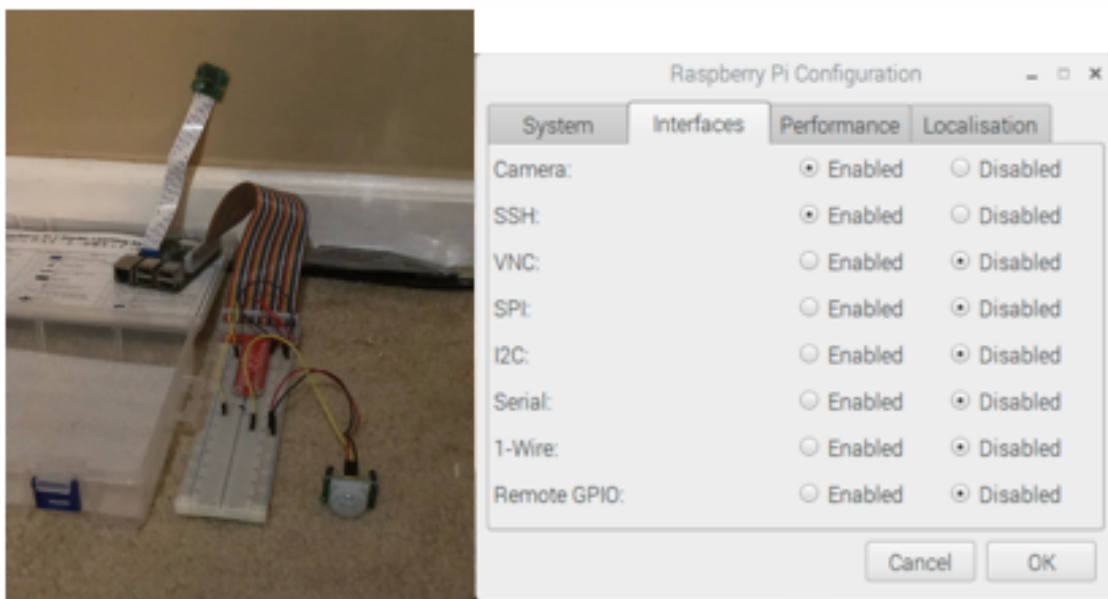 Raspberry Pi Configuration
System Interfaces Performance Localisation
Camera: Enabled Disabled
SSH: Enabled Disabled
VNC: Enabled Disabled
SPI: Enabled Disabled
I2C: Enabled Disabled
Serial: Enabled Disabled
1-Wire: Enabled Disabled
Remote GPIO: Enabled Disabled
Cancel OK